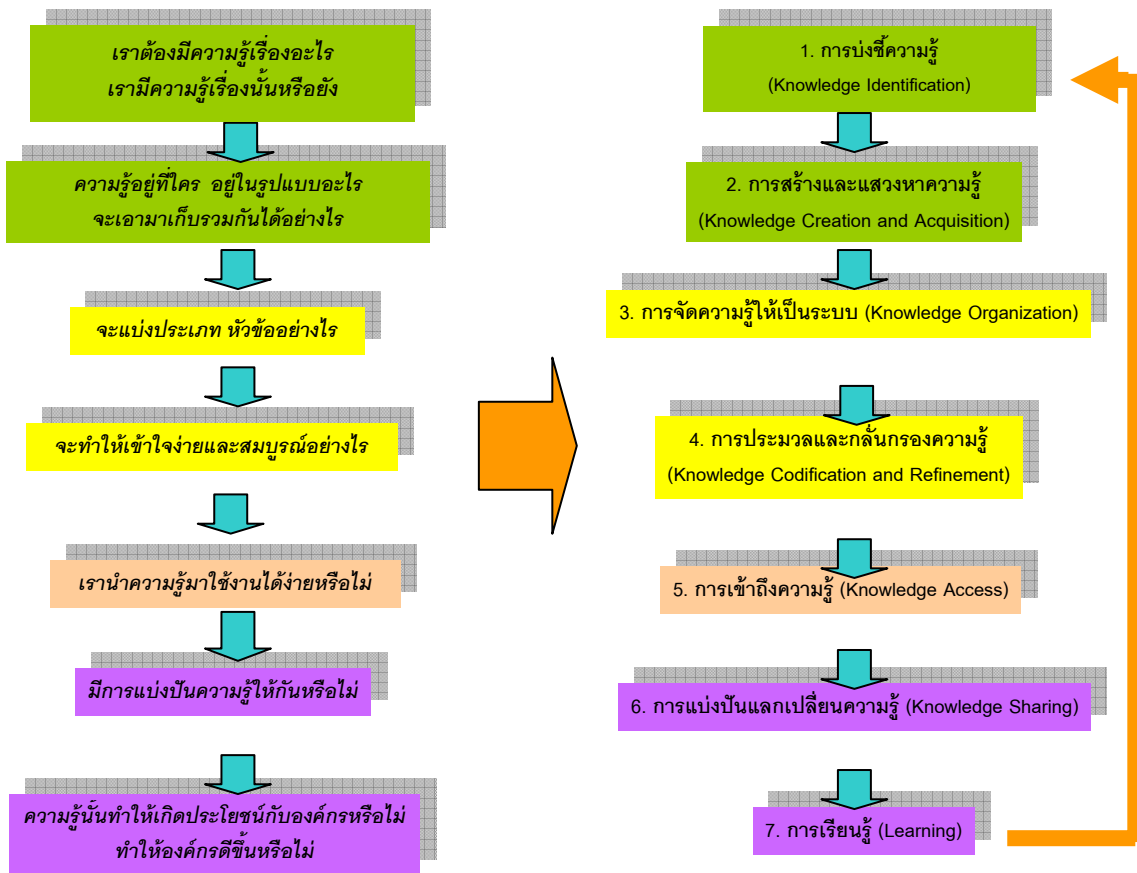 เราต้องมีความรู้เรื่องอะไร
เรามีความรู้เรื่องนั้นหรือยัง
ความรู้อยู่ที่ใคร อยู่ในรูปแบบอะไร
จะเอามาเก็บรวมกันได้อย่างไร
จะแบ่งประเภท หัวข้ออย่างไร
จะทำให้เข้าใจง่ายและสมบูรณ์อย่างไร
เรานำความรู้มาใช้งานได้ง่ายหรือไม่
มีการแบ่งปันความรู้ให้กันหรือไม่
ความรู้นั้นทำให้เกิดประโยชน์กับองค์กรหรือไม่
ทำให้องค์กรดีขึ้นหรือไม่
1. การบ่งชี้ความรู้
(Knowledge Identification)
2. การสร้างและแสวงหาความรู้
(Knowledge Creation and Acquisition)
3. การจัดความรู้ให้เป็นระบบ (Knowledge Organization)
4. การประมวลและกลั่นกรองความรู้
(Knowledge Codification and Refinement)
5. การเข้าถึงความรู้ (Knowledge Access)
6. การแบ่งปันแลกเปลี่ยนความรู้ (Knowledge Sharing)
7. การเรียนรู้ (Learning)